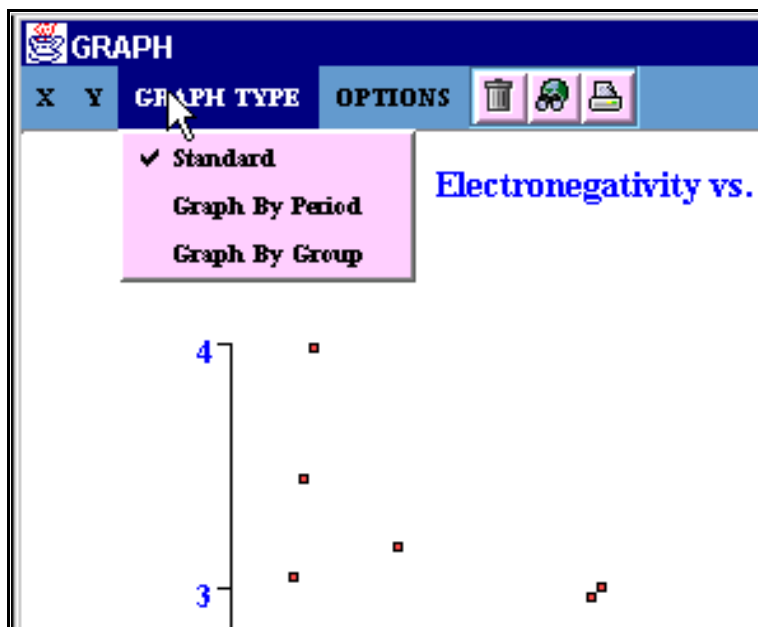 GRAPH
X Y GRAPH TYPE OPTIONS
Standard
Graph By Period
Graph By Group
Electronegativity vs.
4
3